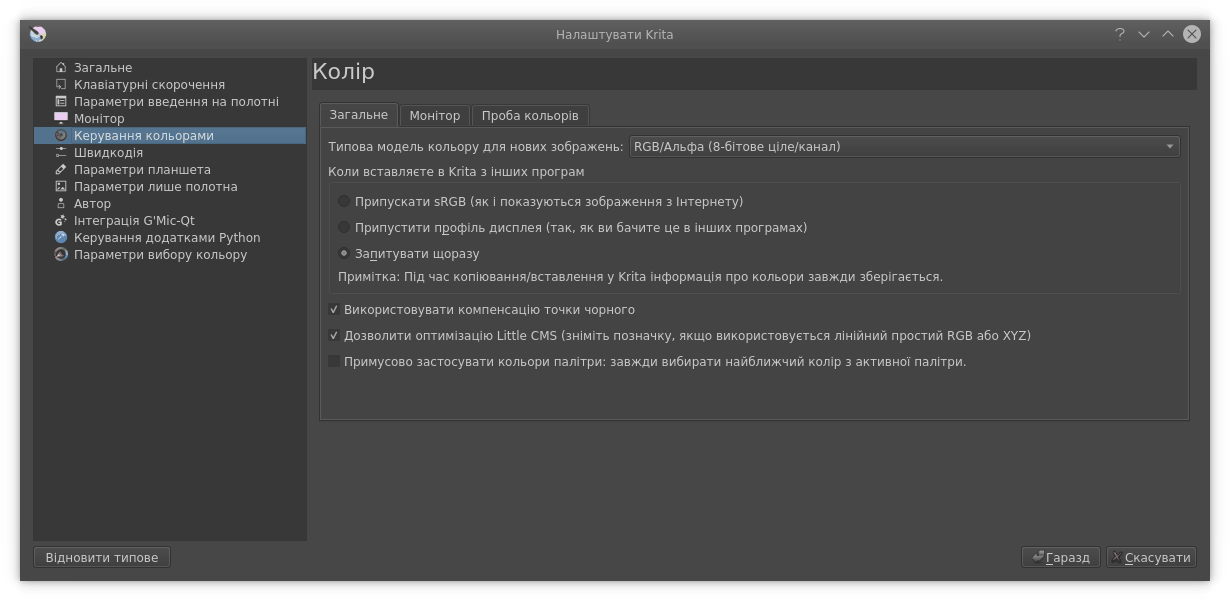 Налаштувати Krita
Загальне
Клавіатурні скорочення
Параметри введення на полотні
Монітор
Керування кольорами
Швидкодія
Параметри планшета
Параметри лише полотна
Автор
Інтеграція G'Mic-Qt
Керування додатками Python
Параметри вибору кольору
Колір
Загальне Монітор Проба кольорів
Типова модель кольору для нових зображень: RGB/Альфа (8-бітове ціле/канал)
Коли вставляєте в Krita з інших програм
Припускати sRGB (як і показуються зображення з Інтернету)
Припустити профіль дисплея (так, як ви бачите це в інших програмах)
Запитувати щоразу
Примітка: Під час копіювання/вставлення у Krita інформація про кольори завжди зберігається.
Використовувати компенсацію точки чорного
Дозволити оптимізацію Little CMS (зніміть позначку, якщо використовується лінійний простий RGB або XYZ)
Примусово застосувати кольори палітри: завжди вибирати найближчий колір з активної палітри.
Відновити типове Гаразд Скасувати